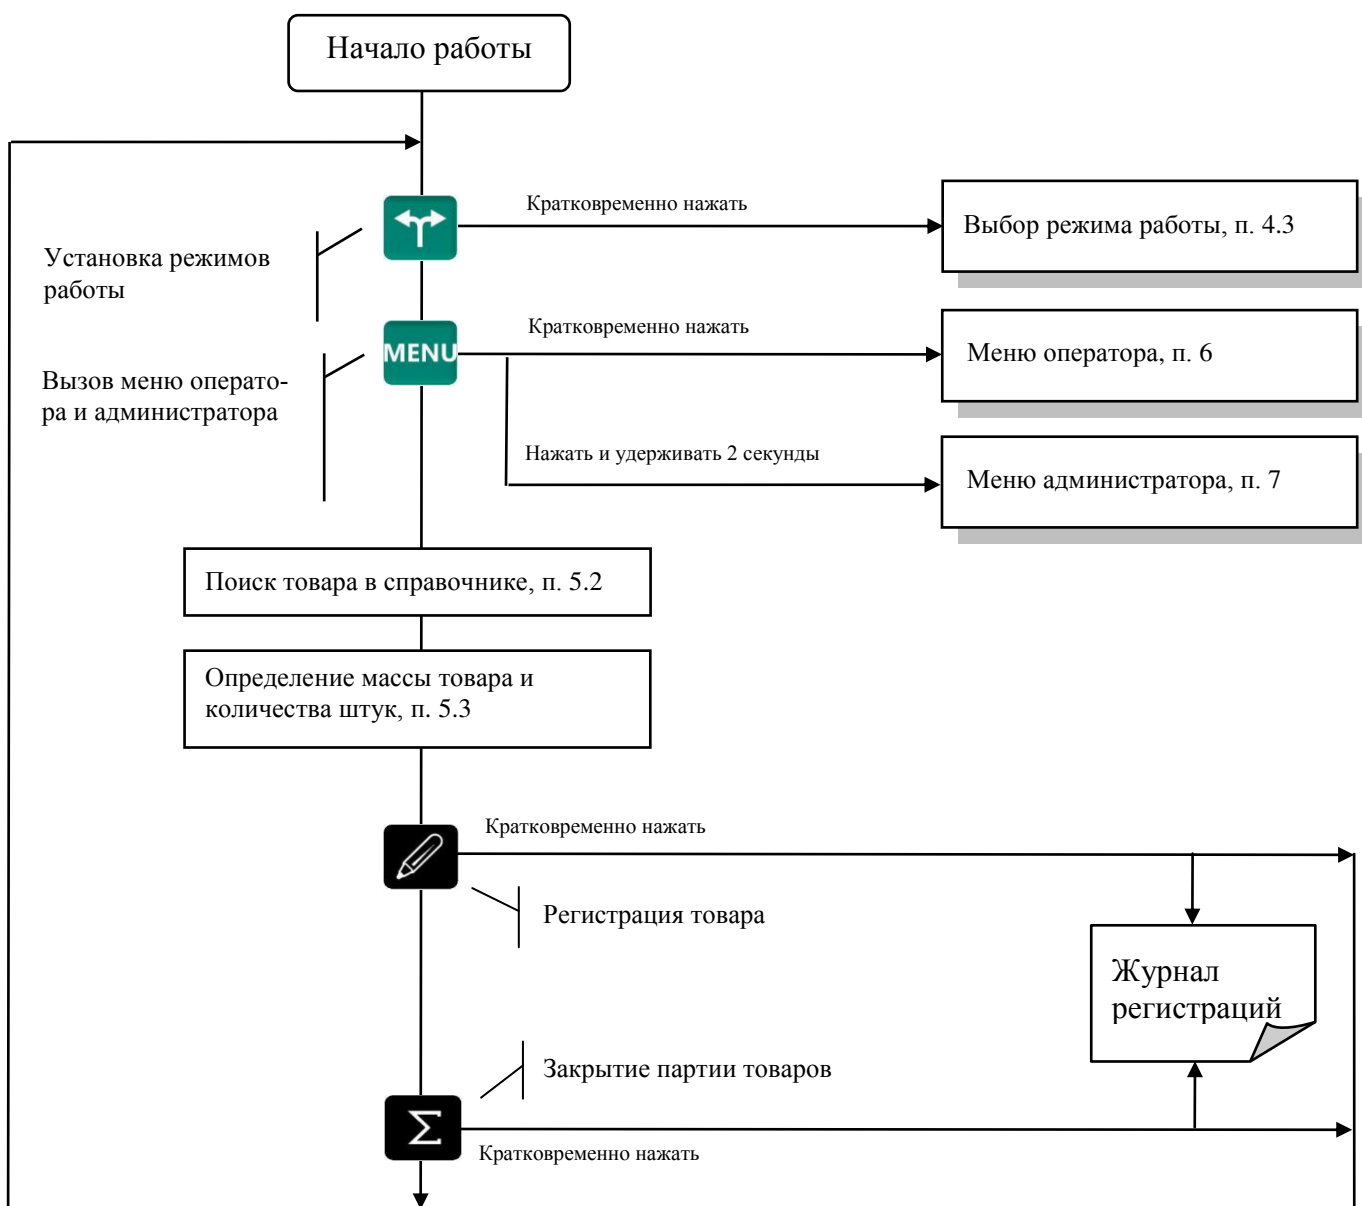 Начало работы
Кратковременно нажать
Выбор режима работы, п. 4.3
Установка режимов
работы
Кратковременно нажать
MENU
Меню оператора, п. 6
Вызов меню операто-
ра и администратора
Нажать и удерживать 2 секунды
Меню администратора, п. 7
Поиск товара в справочнике, п. 5.2
Определение массы товара и
количества штук, п. 5.3
Кратковременно нажать
Регистрация товара
Журнал
регистраций
Закрытие партии товаров
Σ
Кратковременно нажать